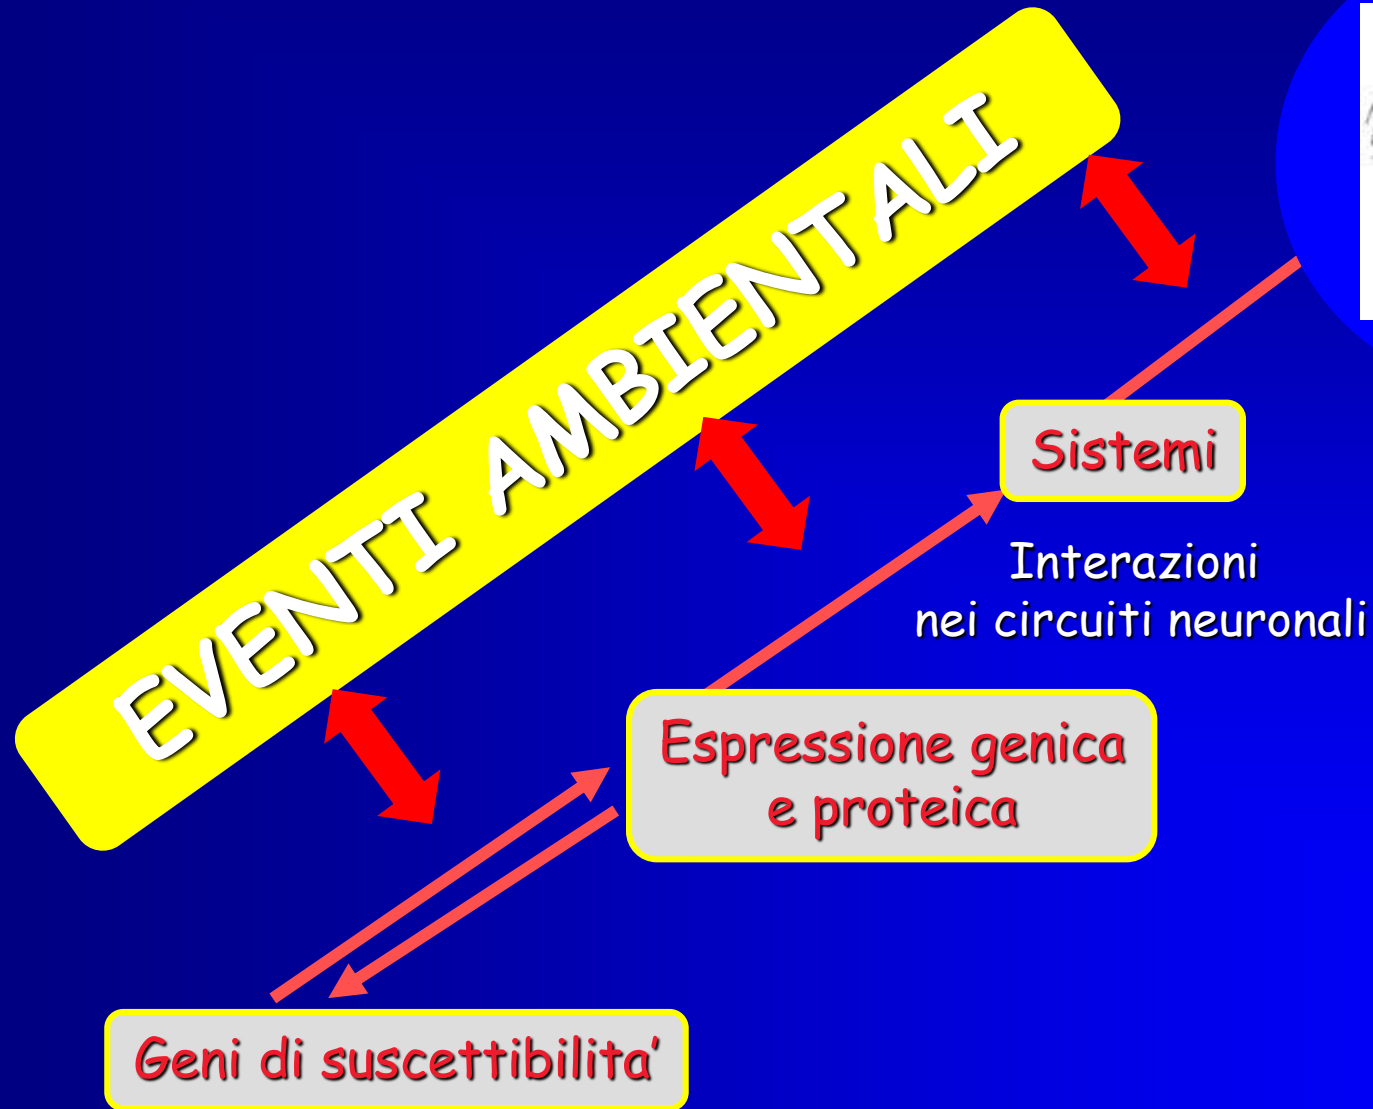 EVENTI AMBIENTALI
Sistemi
Interazioni
nei circuiti neuronali
Espressione genica
e proteica
Geni di suscettibilita’